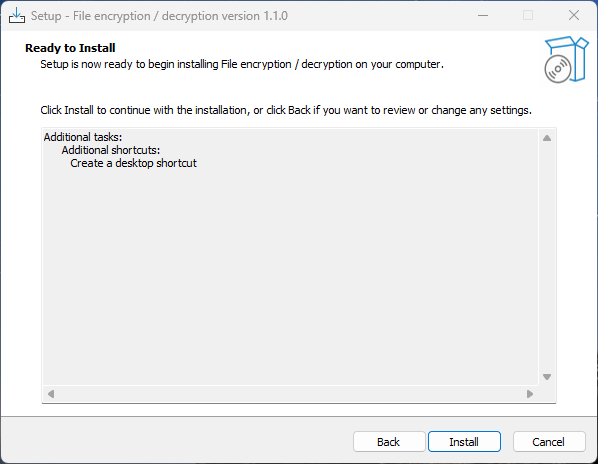 Setup - File encryption / decryption version 1.1.0
Ready to Install
Setup is now ready to begin installing File encryption / decryption on your computer.
Click Install to continue with the installation, or click Back if you want to review or change any settings.
Additional tasks:
Additional shortcuts:
Create a desktop shortcut
Back
Install
Cancel